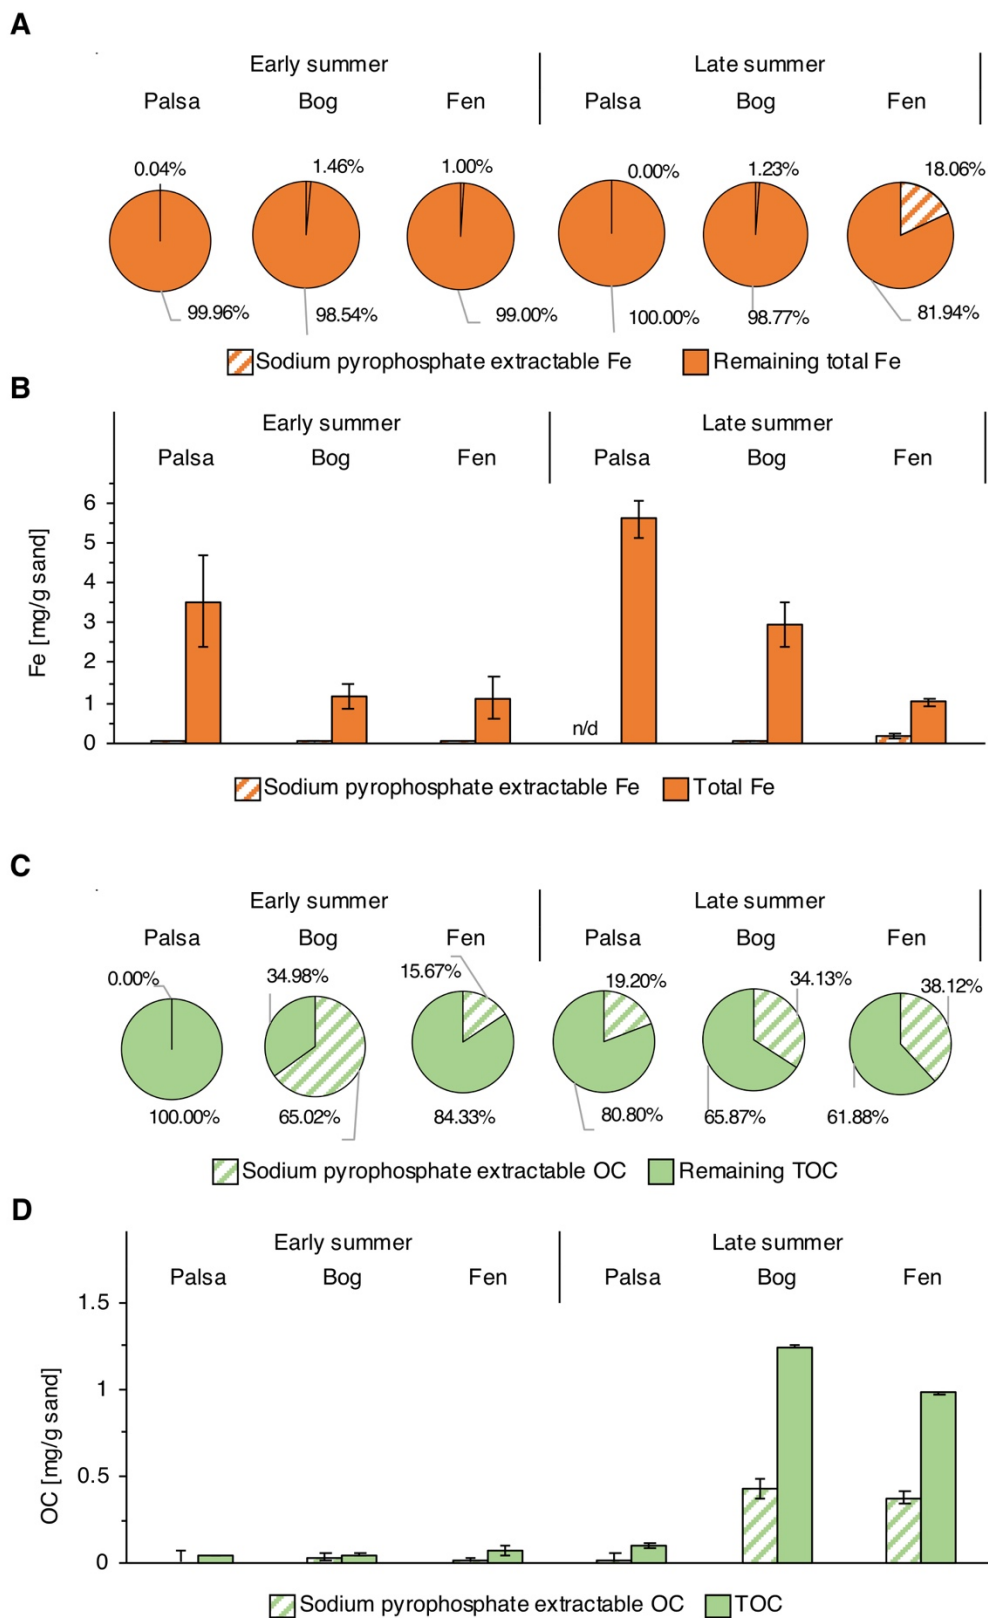 A
Early summer
Late summer
Palsa
Bog
Fen
Palsa
Bog
Fen
0.04%
1.46%
1.00%
0.00%
1.23%
18.06%
99.96%
98.54%
99.00%
100.00%
98.77%
81.94%
Sodium pyrophosphate extractable Fe
Remaining total Fe
B
Early summer
Late summer
Palsa
Bog
Fen
Palsa
Bog
Fen
Fe [mg/g sand]
6
5
4
3
2
1
0
n/d
Sodium pyrophosphate extractable Fe
Total Fe
C
Early summer
Late summer
Palsa
Bog
Fen
Palsa
Bog
Fen
0.00%
34.98%
15.67%
19.20%
34.13%
38.12%
100.00%
65.02%
84.33%
80.80%
65.87%
61.88%
Sodium pyrophosphate extractable OC
Remaining TOC
D
Early summer
Late summer
Palsa
Bog
Fen
Palsa
Bog
Fen
OC [mg/g sand]
1.5
1
0.5
0
Sodium pyrophosphate extractable OC
TOC